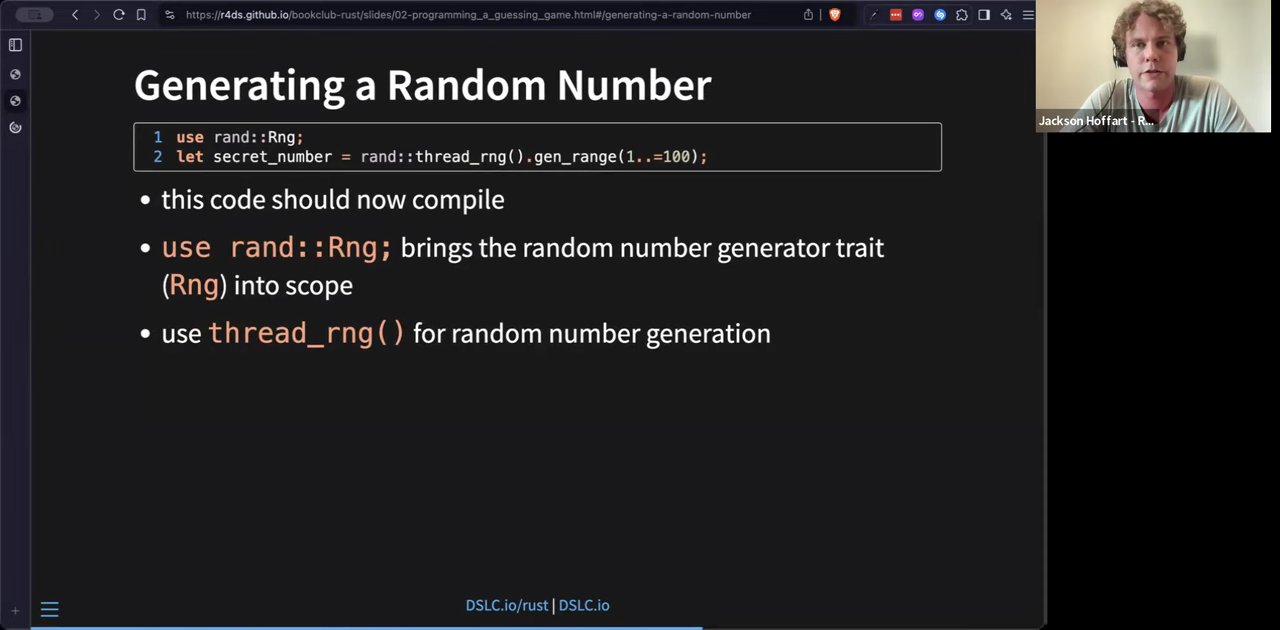 https://r4ds.github.io/bookclub-rust/slides/02-programming_a_guessing_game.html#/generating-a-random-number
Generating a Random Number
1 use rand::Rng;
2 let secret_number = rand::thread_rng().gen_range(1..=100);
• this code should now compile
• use rand::Rng; brings the random number generator trait
(Rng) into scope
• use thread_rng() for random number generation
Jackson Hoffart - R...
DSLC.io/rust | DSLC.io